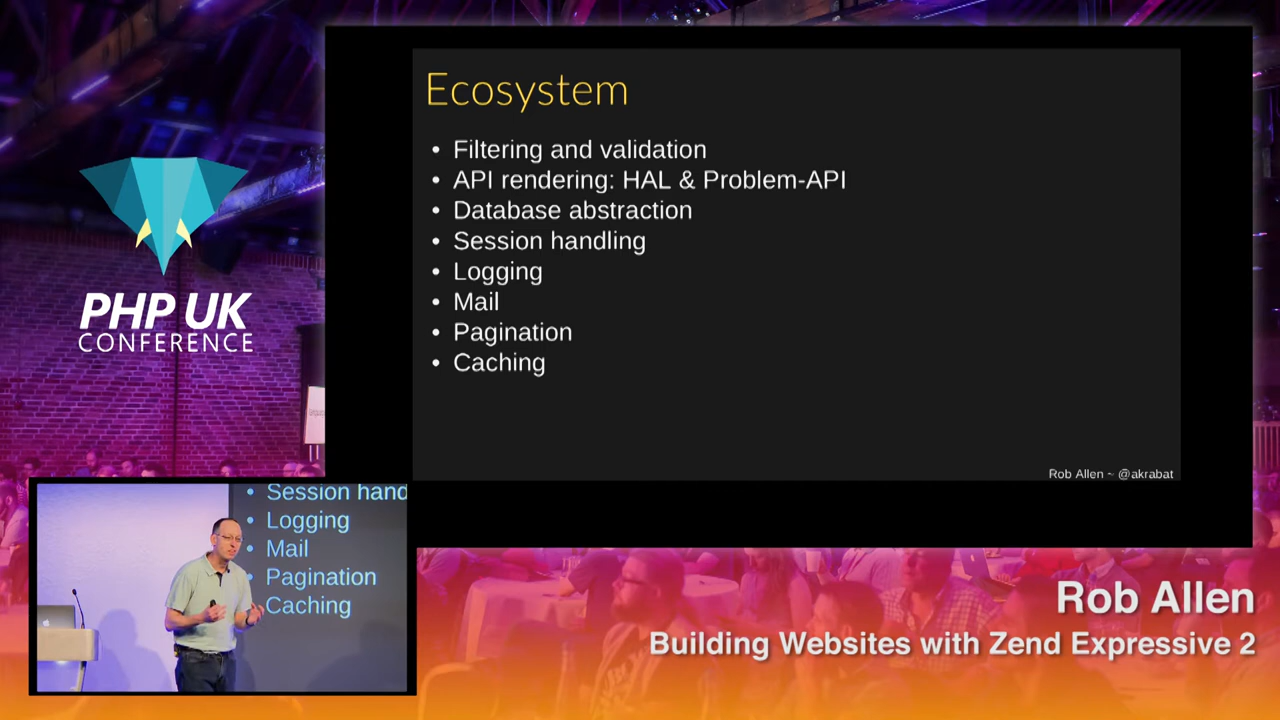 Ecosystem
• Filtering and validation
• API rendering: HAL & Problem-API
• Database abstraction
• Session handling
• Logging
• Mail
• Pagination
• Caching
Rob Allen ~ @akrabat
PHP UK
CONFERENCE
• Session hand
• Logging
• Mail
• Pagination
Caching
Rob Allen
Building Websites with Zend Expressive 2